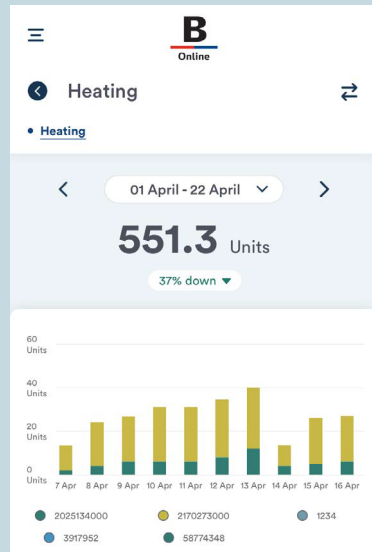 B
Online
Heating
Heating
01 April - 22 April
551.3 Units
37% down
60
Units
40
Units
20
Units
0
Units
7 Apr 8 Apr 9 Apr 10 Apr 11 Apr 12 Apr 13 Apr 14 Apr 15 Apr 16 Apr
2025134000 2170273000 1234
3917952 58774348